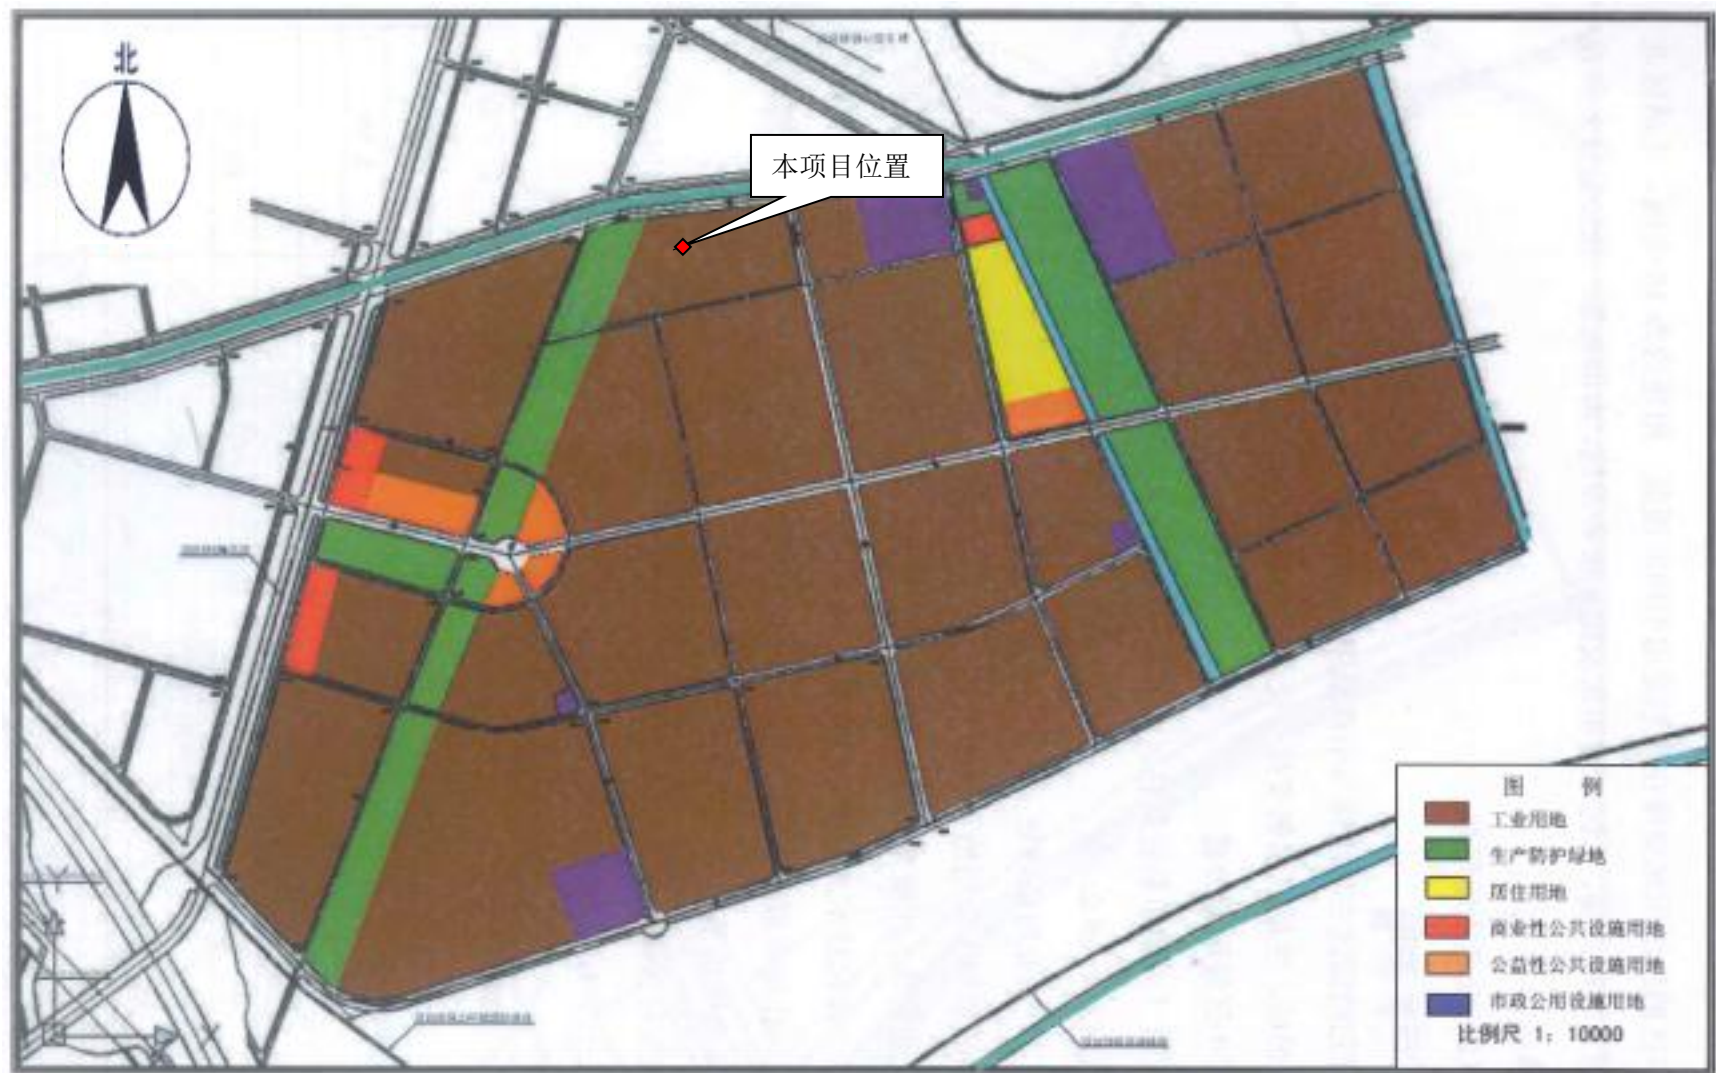 北
本项目位置
图 例
工业用地
生产防护绿地
居住用地
商业性公共设施用地
公益性公共设施用地
市政公用设施用地
比例尺 1: 10000